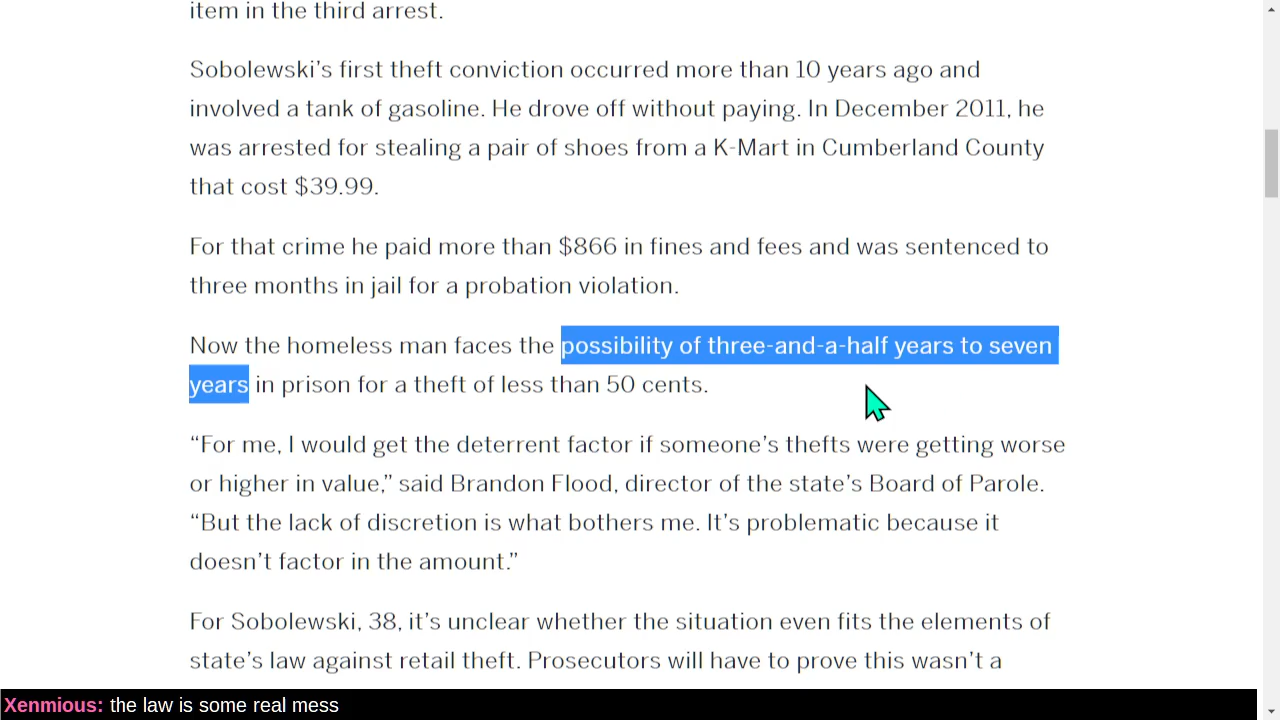 item in the third arrest.
Sobolewski’s first theft conviction occurred more than 10 years ago and
involved a tank of gasoline. He drove off without paying. In December 2011, he
was arrested for stealing a pair of shoes from a K-Mart in Cumberland County
that cost $39.99.
For that crime he paid more than $866 in fines and fees and was sentenced to
three months in jail for a probation violation.
Now the homeless man faces the possibility of three-and-a-half years to seven
years in prison for a theft of less than 50 cents.
“For me, I would get the deterrent factor if someone’s thefts were getting worse
or higher in value,” said Brandon Flood, director of the state’s Board of Parole.
“But the lack of discretion is what bothers me. It’s problematic because it
doesn’t factor in the amount.”
For Sobolewski, 38, it’s unclear whether the situation even fits the elements of
state’s law against retail theft. Prosecutors will have to prove this wasn’t a
Xenmious: the law is some real mess